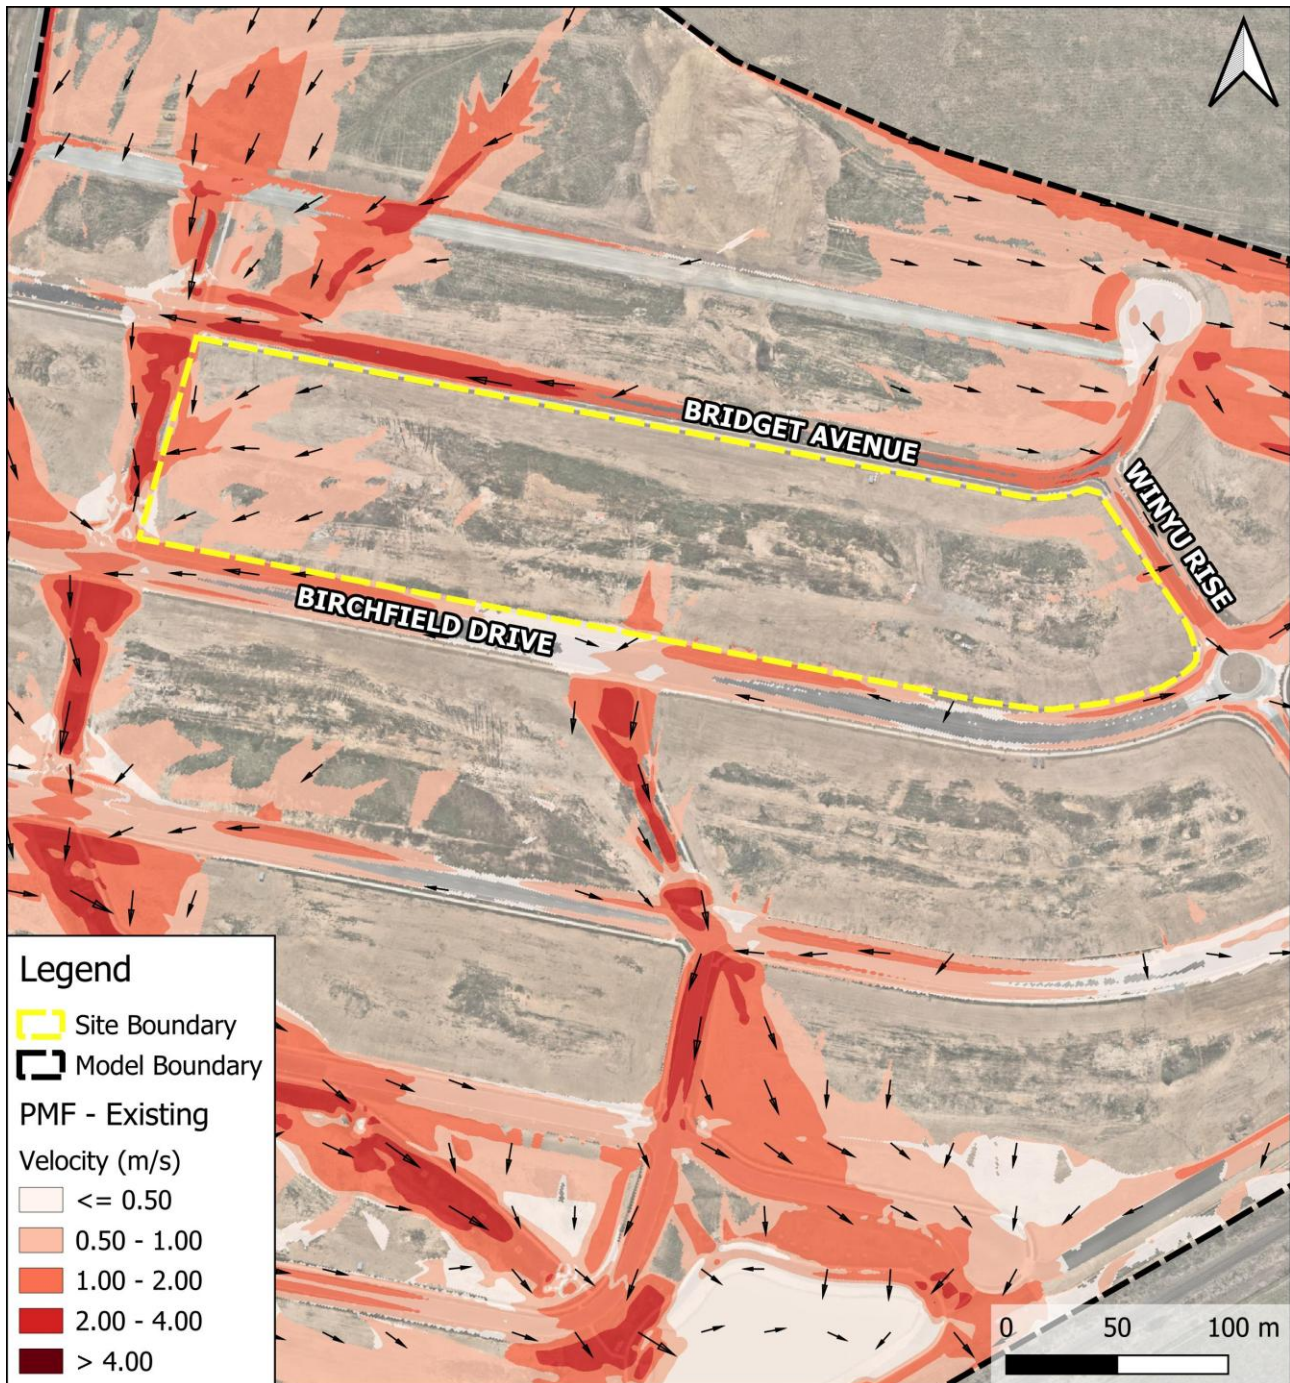 BRIDGET AVENUE
WINYU RISE
BIRCHFIELD DRIVE
Legend
Site Boundary
Model Boundary
PMF - Existing
Velocity (m/s)
<= 0.50
0.50 - 1.00
1.00 - 2.00
2.00 - 4.00
> 4.00
0 50 100 m